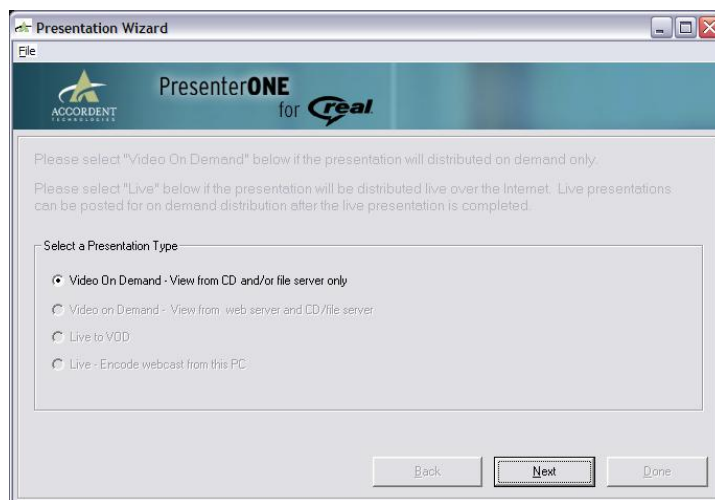 Presentation Wizard
File
ACCORDENT
TECHNOLOGIES
PresenterONE
for real
Please select "Video On Demand" below if the presentation will distributed on demand only.
Please select "Live" below if the presentation will be distributed live over the Internet. Live presentations
can be posted for on demand distribution after the live presentation is completed.
Select a Presentation Type
Video On Demand - View from CD and/or file server only
Video on Demand - View from web server and CD/file server
Live to VOD
Live - Encode webcast from this PC
Back Next Done